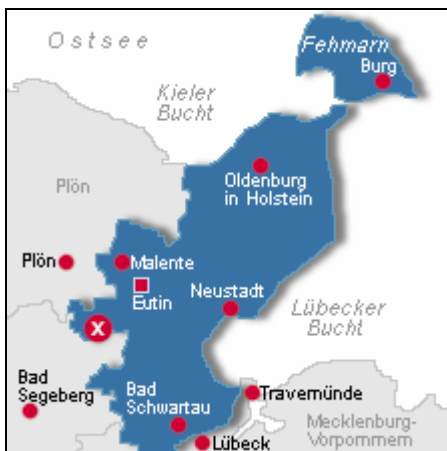 Ostsee
Fehmarn
Burg
Kieler
Bucht
Oldenburg
in Holstein
Plön
Plön
Malente
Eutin
Neustadt
Lübecker
Bucht
X
Bad
Segeberg
Bad
Schwartau
Travemünde
Mecklenburg-
Vorpommern
Lübeck